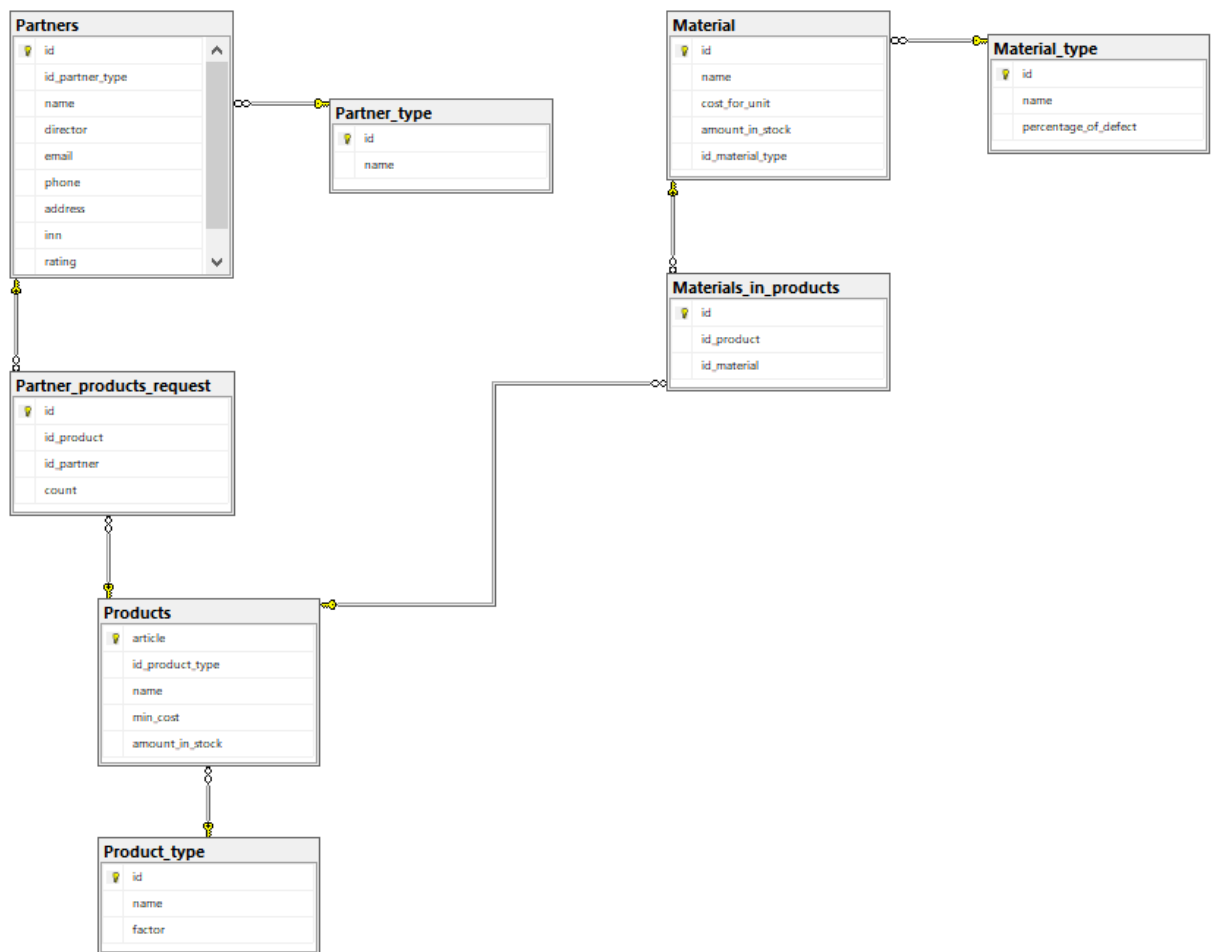 Partners
id
id_partner_type
name
director
email
phone
address
inn
rating
Partner_type
id
name
Material
id
name
cost_for_unit
amount_in_stock
id_material_type
Material_type
id
name
percentage_of_defect
Materials_in_products
id
id_product
id_material
Partner_products_request
id
id_product
id_partner
count
Products
article
id_product_type
name
min_cost
amount_in_stock
Product_type
id
name
factor